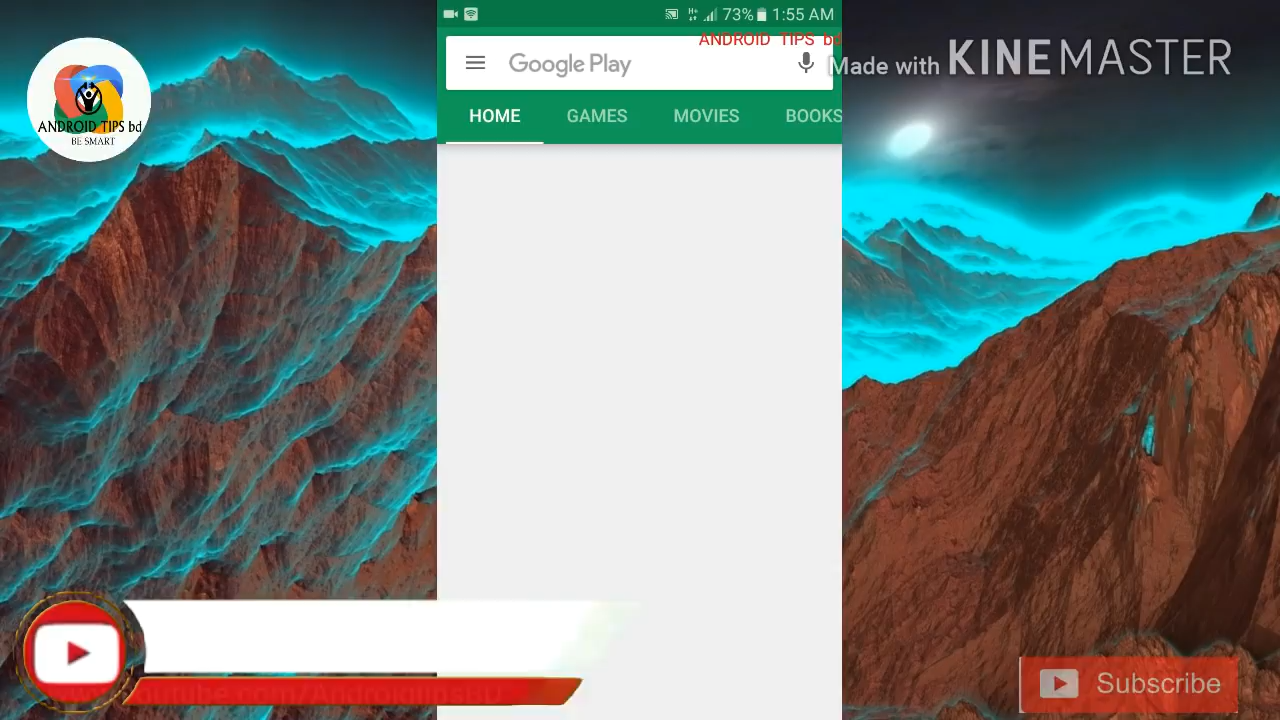 73% 1:55 AM
ANDROID TIPS bd
Google Play
Made with KINEMASTER
HOME GAMES MOVIES BOOKS
ANDROID TIPS bd
BE SMART
Subscribe